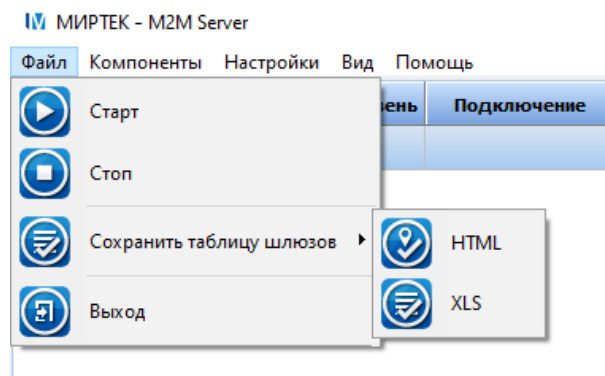 МИРТЕК - M2M Server
Файл Компоненты Настройки Вид Помощь
Подключение
Старт
Стоп
Сохранить таблицу шлюзов
HTML
XLS
Выход